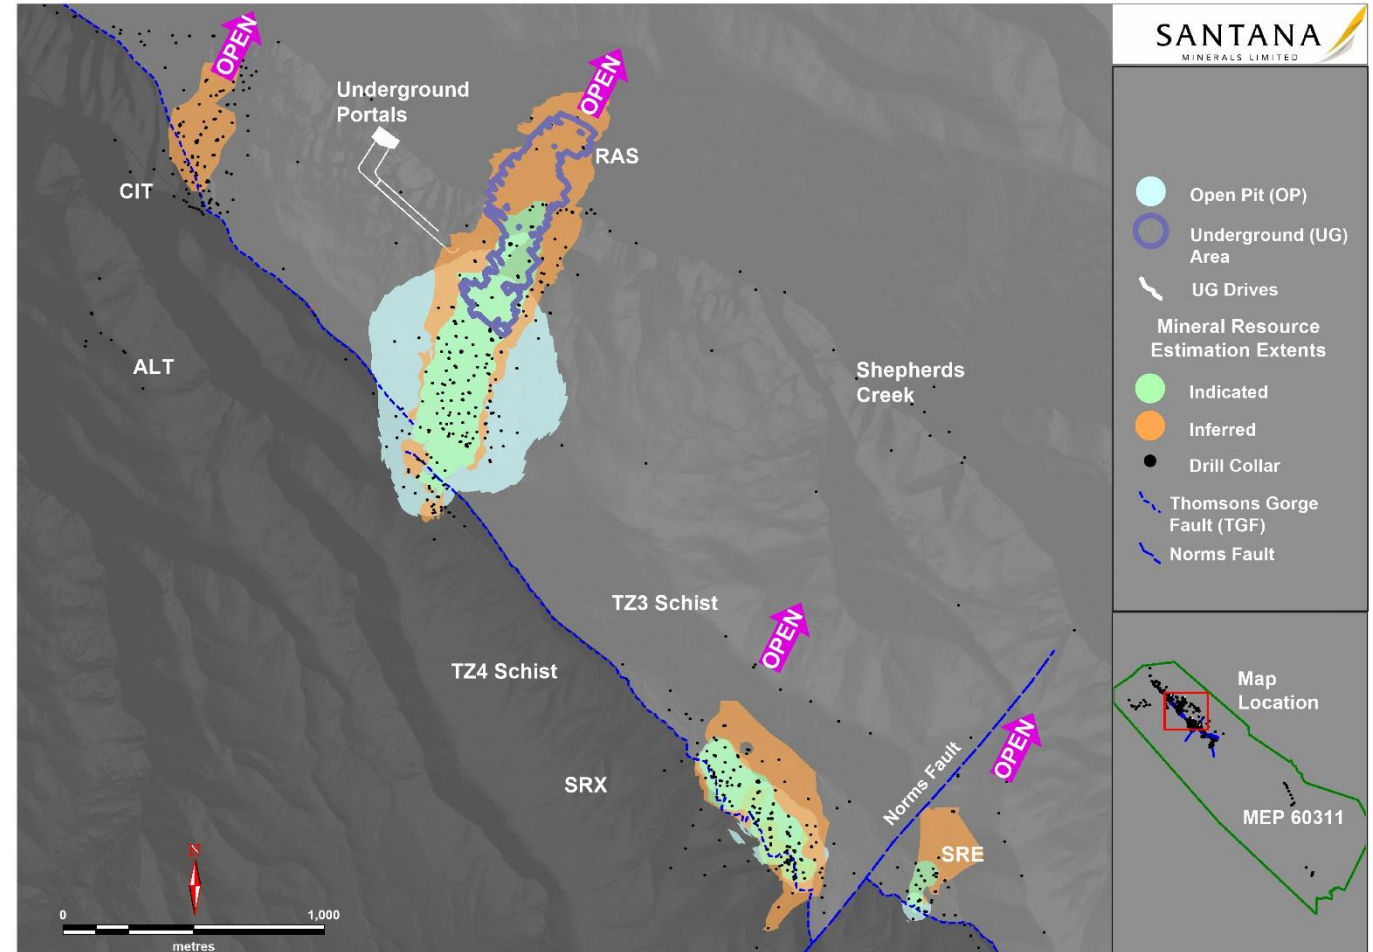 OPEN
Underground
Portals
OPEN
RAS
CIT
ALT
Shepherds
Creek
TZ3 Schist
OPEN
TZ4 Schist
OPEN
Norms Fault
SRX
SRE
N
0
1,000
metres
SANTANA
MINERALS LIMITED
Open Pit (OP)
Underground (UG)
Area
UG Drives
Mineral Resource
Estimation Extents
Indicated
Inferred
Drill Collar
Thomsons Gorge
Fault (TGF)
Norms Fault
Map
Location
MEP 60311